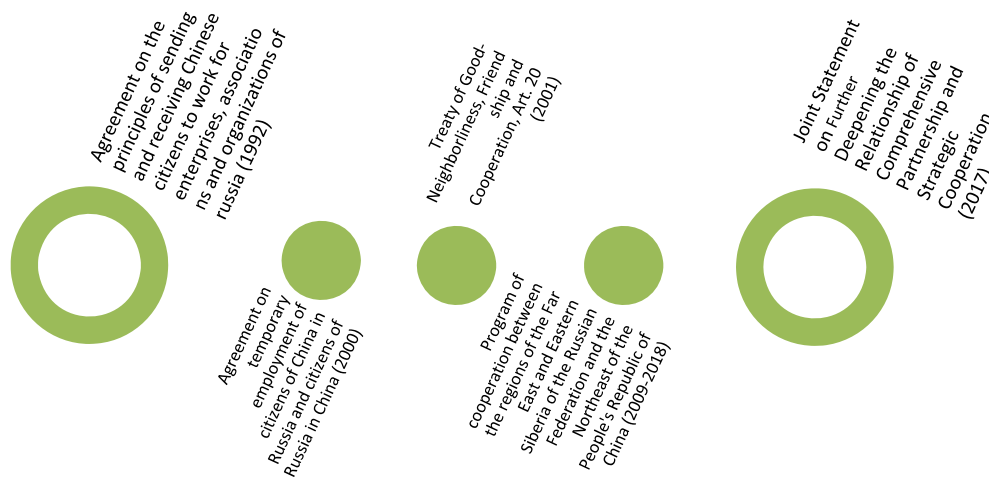 Agreement on the
principles of sending
and receiving Chinese
citizens to work for
enterprises, associatio
ns and organizations of
russia (1992)
Agreement on
temporary
employment of
citizens of China in
Russia and citizens of
Russia in China (2000)
Treaty of Good-
Neighborliness, Friend
ship and
Cooperation, Art. 20
(2001)
Program of
cooperation between
the regions of the Far
East and Eastern
Siberia of the Russian
Federation and the
Northeast of the
People's Republic of
China (2009-2018)
Joint Statement
on Further
Deepening the
Relationship of
Comprehensive
Partnership and
Strategic
Cooperation
(2017)